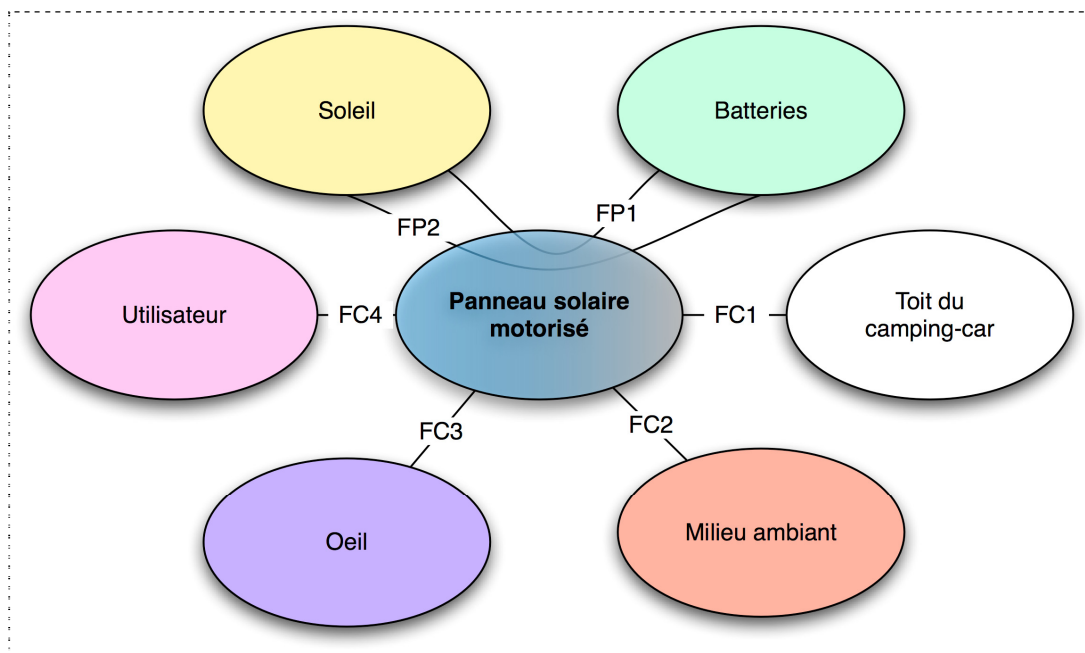 Soleil
Batteries
FP1
FP2
Utilisateur
FC4
Panneau solaire
motorisé
FC1
Toit du
camping-car
FC3
FC2
Oeil
Milieu ambiant